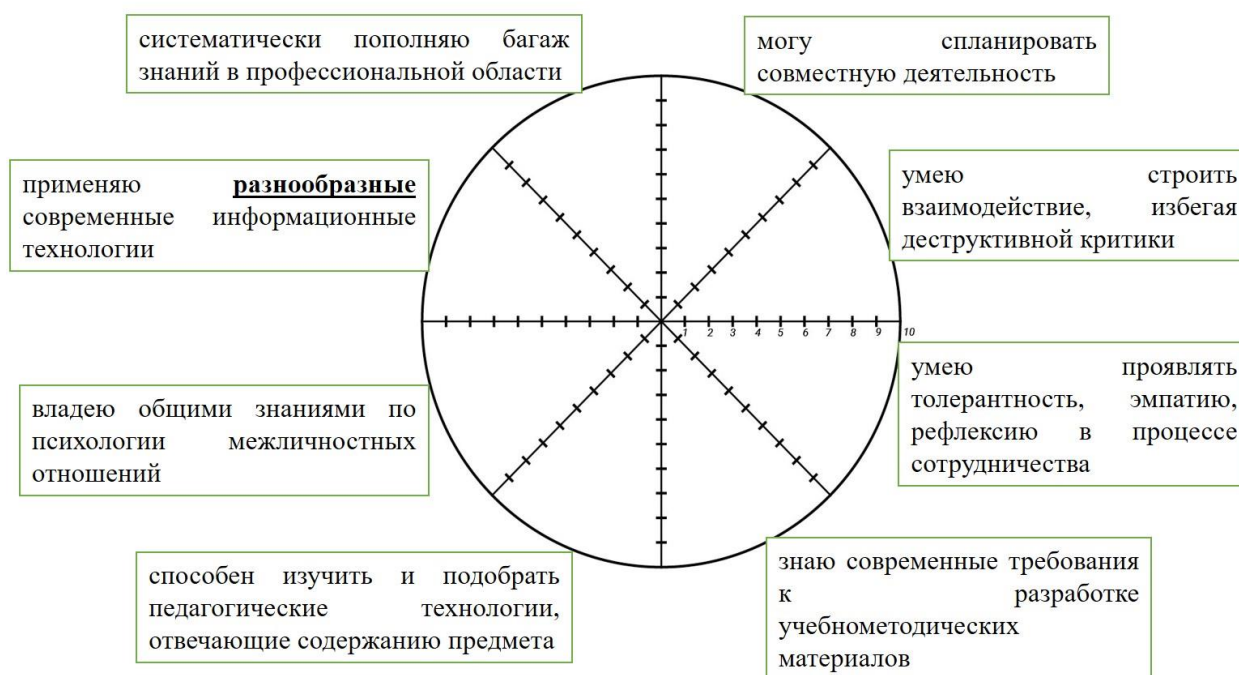 систематически пополняю багаж
знаний в профессиональной области
могу спланировать
совместную деятельность
применяю разнообразные
современные информационные
технологии
умею строить
взаимодействие, избегая
деструктивной критики
1 2 3 4 5 6 7 8 9 10
умею проявлять
толерантность, эмпатию,
рефлексию в процессе
сотрудничества
владею общими знаниями по
психологии межличностных
отношений
способен изучить и подобрать
педагогические технологии,
отвечающие содержанию предмета
знаю современные требования
к разработке
учебнометодических
материалов